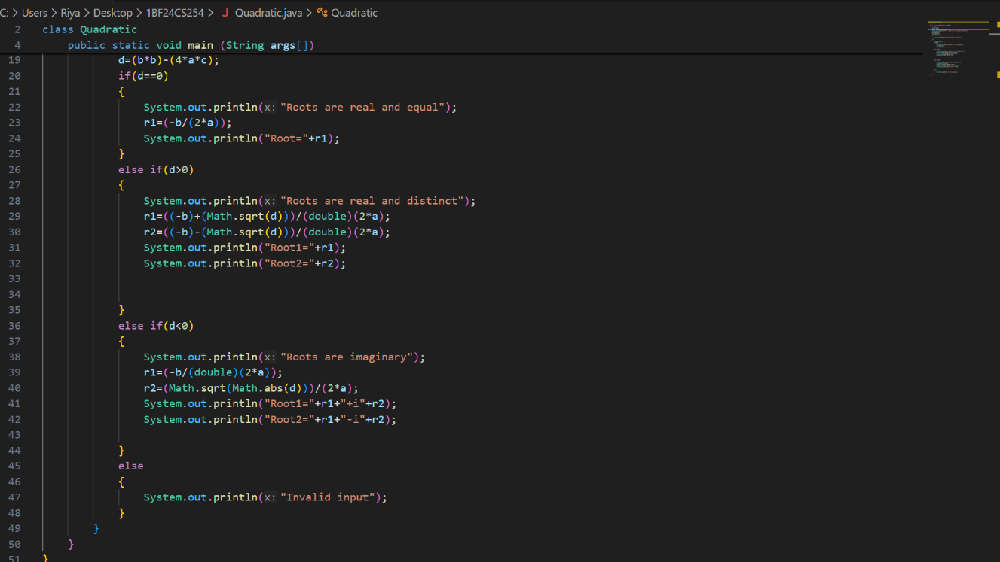 C: > Users > Riya > Desktop > 1BF24CS254 > J Quadratic.java > Quadratic
2 class Quadratic
4     public static void main (String args[])
19             d=(b*b)-(4*a*c);
20             if(d==0)
21             {
22                 System.out.println(x: "Roots are real and equal");
23                 r1=(-b/(2*a));
24                 System.out.println("Root="+r1);
25             }
26             else if(d>0)
27             {
28                 System.out.println(x: "Roots are real and distinct");
29                 r1=((-b)+(Math.sqrt(d)))/(double)(2*a);
30                 r2=((-b)-(Math.sqrt(d)))/(double)(2*a);
31                 System.out.println("Root1="+r1);
32                 System.out.println("Root2="+r2);
33
34
35             }
36             else if(d<0)
37             {
38                 System.out.println(x: "Roots are imaginary");
39                 r1=(-b/(double)(2*a));
40                 r2=(Math.sqrt(Math.abs(d)))/(2*a);
41                 System.out.println("Root1="+r1+"+i"+r2);
42                 System.out.println("Root2="+r1+"-i"+r2);
43
44             }
45             else
46             {
47                 System.out.println(x: "Invalid input");
48             }
49         }
50     }
51 }